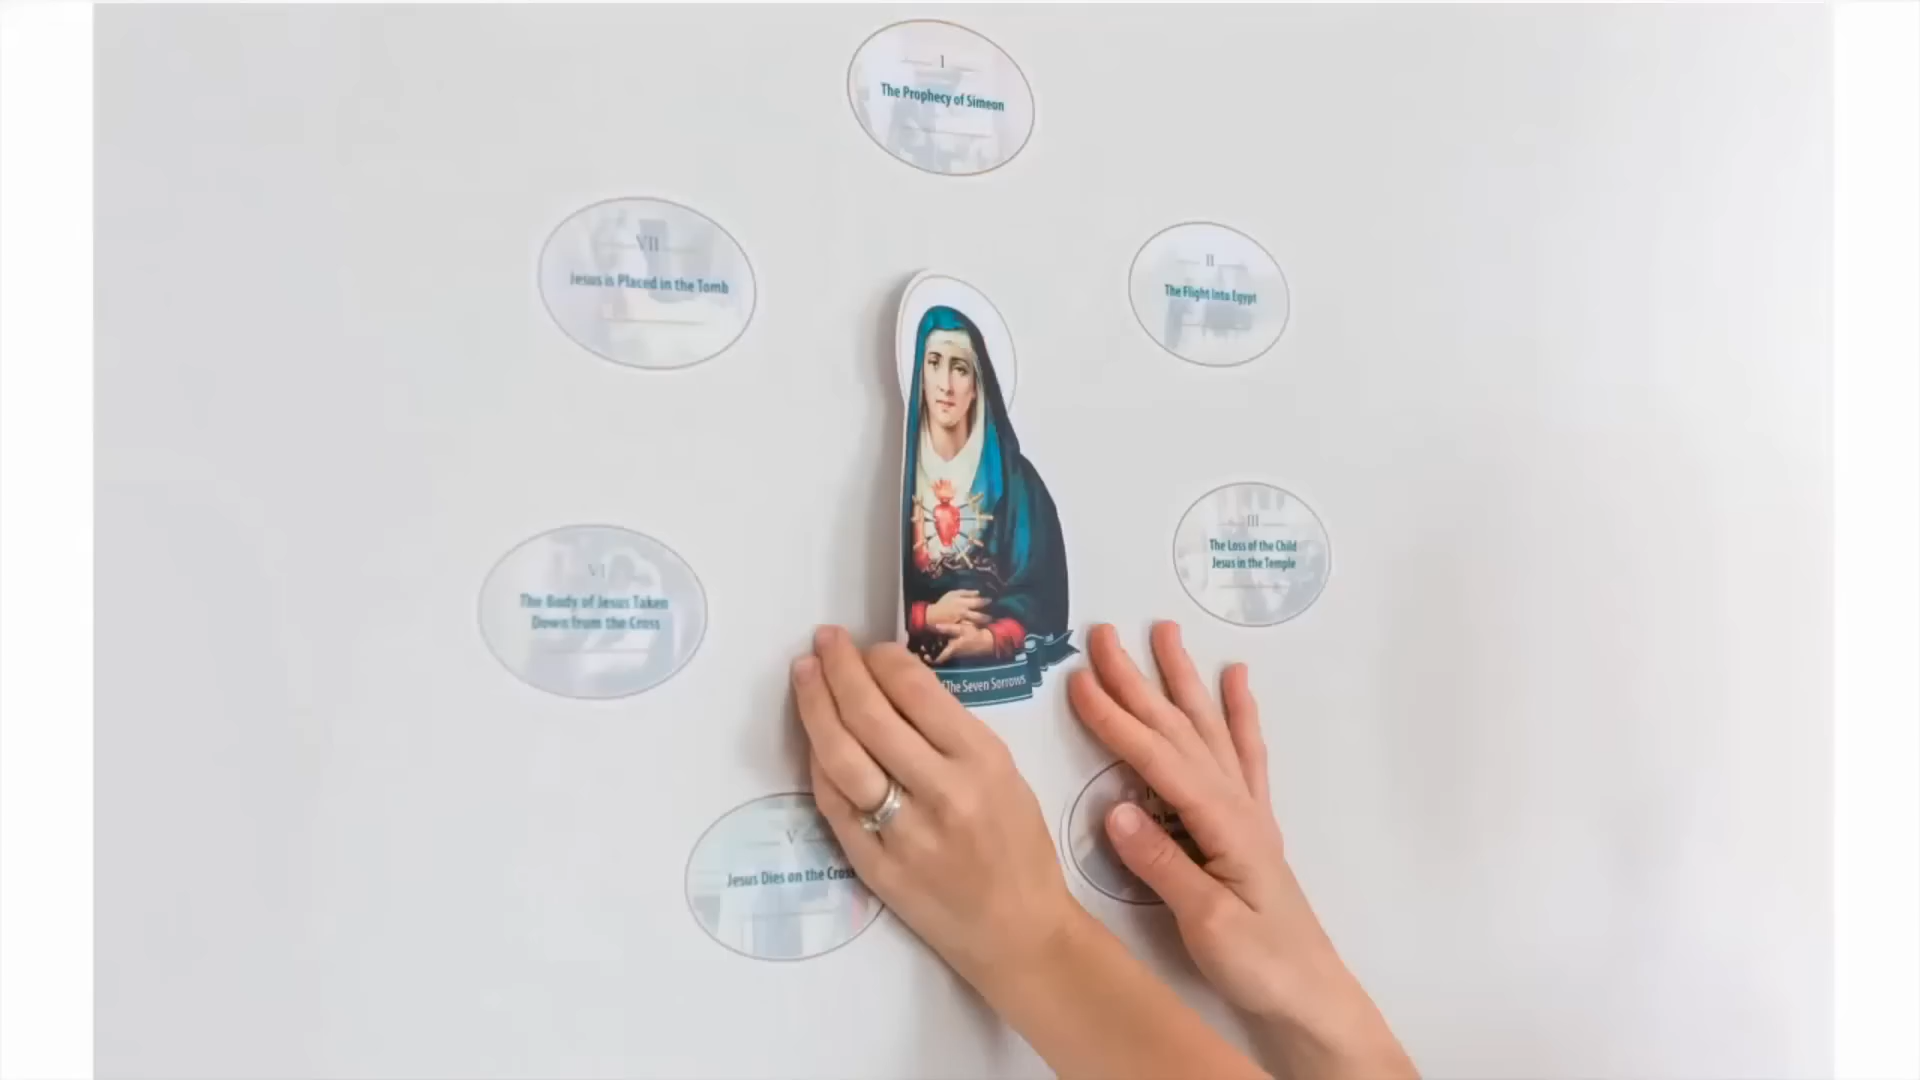 I
The Prophecy of Simeon
II
The Flight Into Egypt
III
The Loss of the Child
Jesus in the Temple
V
Jesus Dies on the Cross
VI
The Body of Jesus Taken
Down from the Cross
VII
Jesus is Placed in the Tomb
The Seven Sorrows